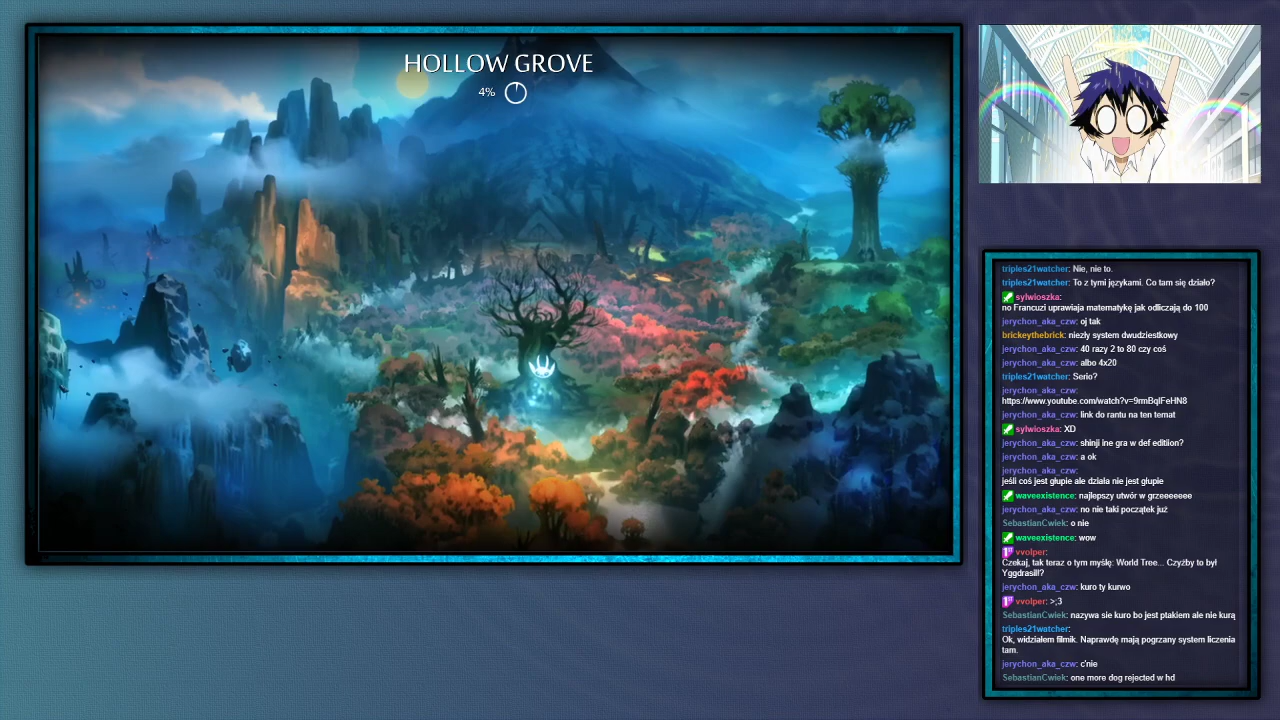 HOLLOW GROVE
4%
triples21watcher: Nie, nie to.
triples21watcher: To z tymi językami. Co tam się działo?
sylwioszka:
no Francuzi uprawiaja matematykę jak odliczają do 100
jerychon_aka_czw: oj tak
brickeythebrick: niezły system dwudziestkowy
jerychon_aka_czw: 40 razy 2 to 80 czy coś
jerychon_aka_czw: albo 4x20
triples21watcher: Serio?
jerychon_aka_czw:
https://www.youtube.com/watch?v=9rmBqlFeHN8
jerychon_aka_czw: link do rantu na ten temat
sylwioszka: XD
jerychon_aka_czw: shinji ine gra w def editiion?
jerychon_aka_czw: a ok
jerychon_aka_czw:
jeśli coś jest głupie ale działa nie jest głupie
waveexistence: najlepszy utwór w grzeeeeeee
jerychon_aka_czw: no nie taki początek już
SebastianCwiek: o nie
waveexistence: wow
vvolper:
Czekaj, tak teraz o tym myślę: World Tree... Czyżby to był
Yggdrasill!?
jerychon_aka_czw: kuro ty kurwo
vvolper: >;3
SebastianCwiek: nazywa sie kuro bo jest ptakiem ale nie kurą
triples21watcher:
Ok, widziałem filmik. Naprawdę mają pogrzany system liczenia
tam.
jerychon_aka_czw: c'nie
SebastianCwiek: one more dog rejected w hd